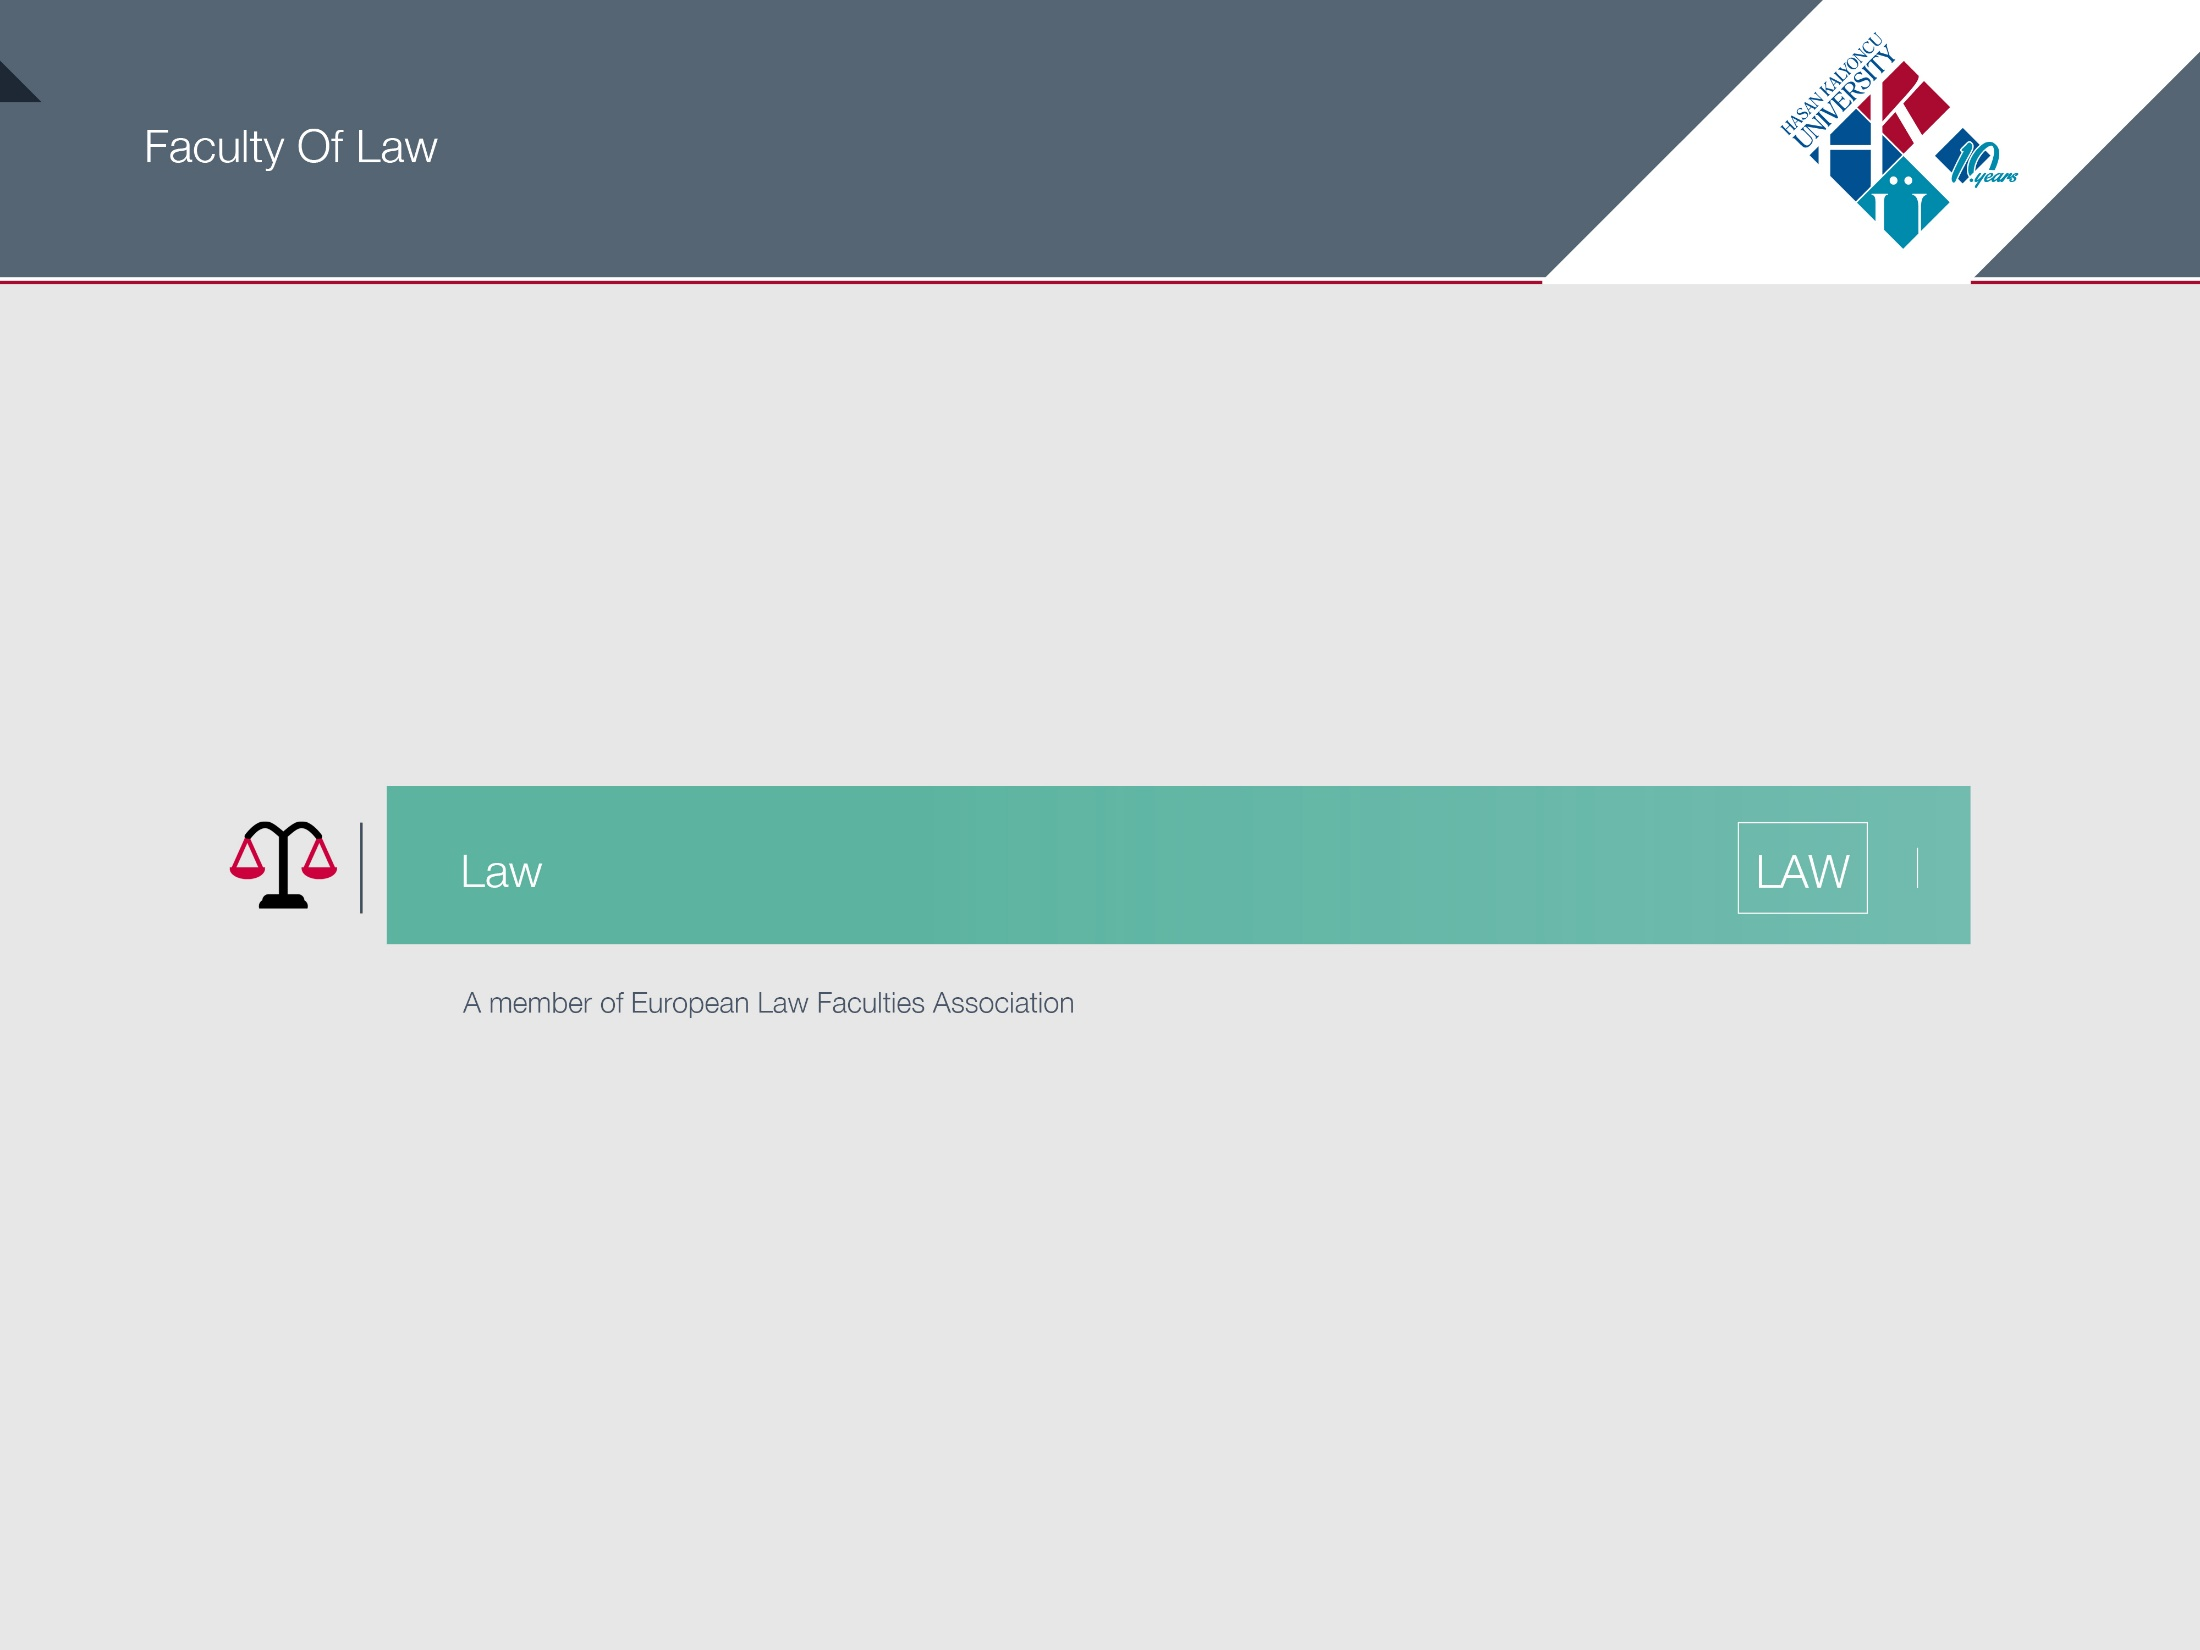 Faculty Of Law
HASAN KALYONCU
UNIVERSITY
10.years
Law
LAW
A member of European Law Faculties Association